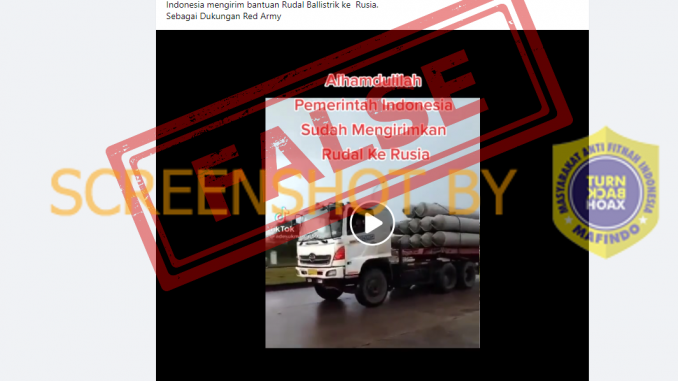 Indonesia mengirim bantuan Rudal Ballistrik ke Rusia.
Sebagai Dukungan Red Army
Alhamdulillah
Pemerintah Indonesia
Sudah Mengirimkan
Rudal Ke Rusia
FALSE
SCREENSHOT BY
kTok
MASYARAKAT ANTI FITNAH INDONESIA
TURN
BACK
HOAX
MAFINDO